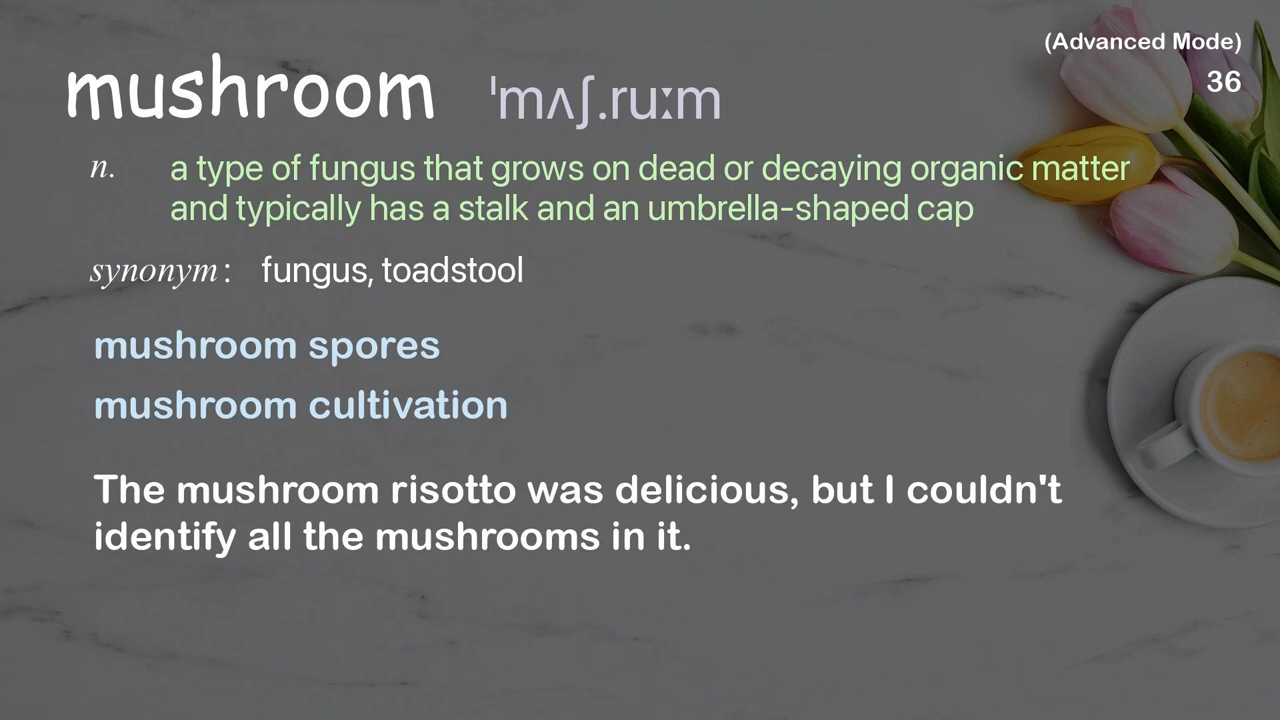 (Advanced Mode)
36
mushroom ˈmʌʃ.ruːm
n. a type of fungus that grows on dead or decaying organic matter
and typically has a stalk and an umbrella-shaped cap
synonym: fungus, toadstool
mushroom spores
mushroom cultivation
The mushroom risotto was delicious, but I couldn't
identify all the mushrooms in it.